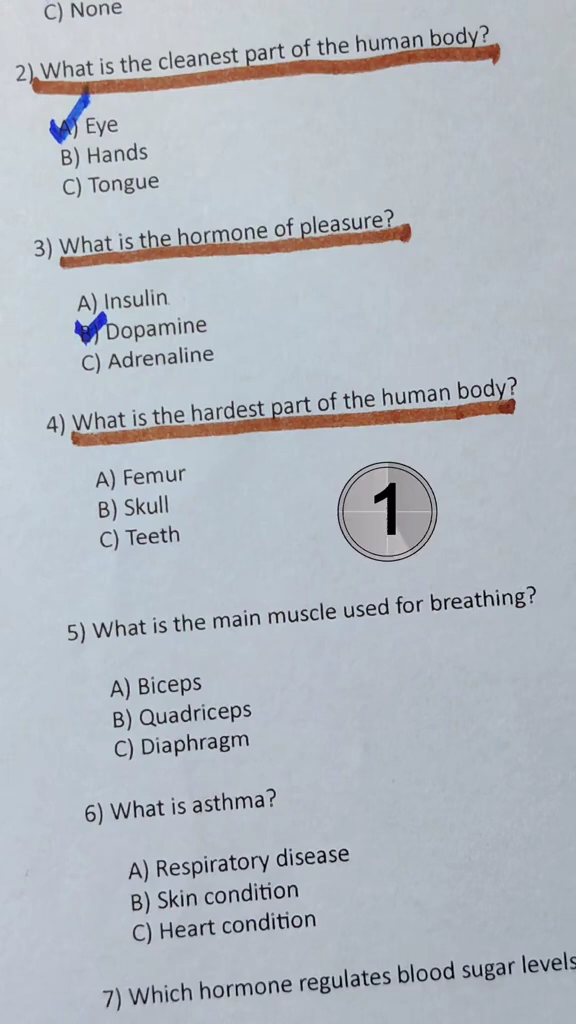 C) None
2) What is the cleanest part of the human body?
A) Eye
B) Hands
C) Tongue
3) What is the hormone of pleasure?
A) Insulin
B) Dopamine
C) Adrenaline
4) What is the hardest part of the human body?
A) Femur
B) Skull
C) Teeth
1
5) What is the main muscle used for breathing?
A) Biceps
B) Quadriceps
C) Diaphragm
6) What is asthma?
A) Respiratory disease
B) Skin condition
C) Heart condition
7) Which hormone regulates blood sugar levels